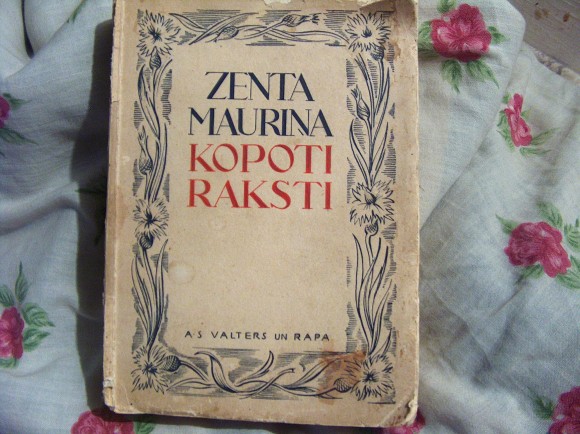 ZENTA
MAURINA
KOPOTI
RAKSTI
A/S VALTERS UN RAPA